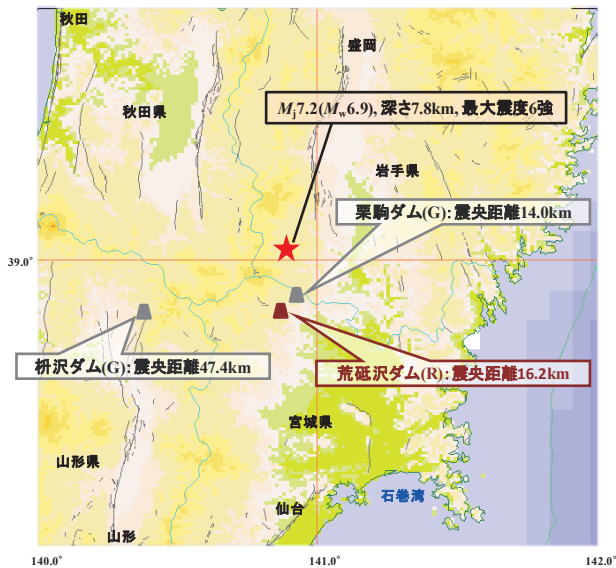 秋田
盛岡
Mj7.2(Mw6.9), 深さ7.8km, 最大震度6強
秋田県
岩手県
栗駒ダム(G): 震央距離14.0km
39.0°
枡沢ダム(G): 震央距離47.4km
荒砥沢ダム(R): 震央距離16.2km
宮城県
山形県
石巻湾
仙台
山形
140.0°
141.0°
142.0°